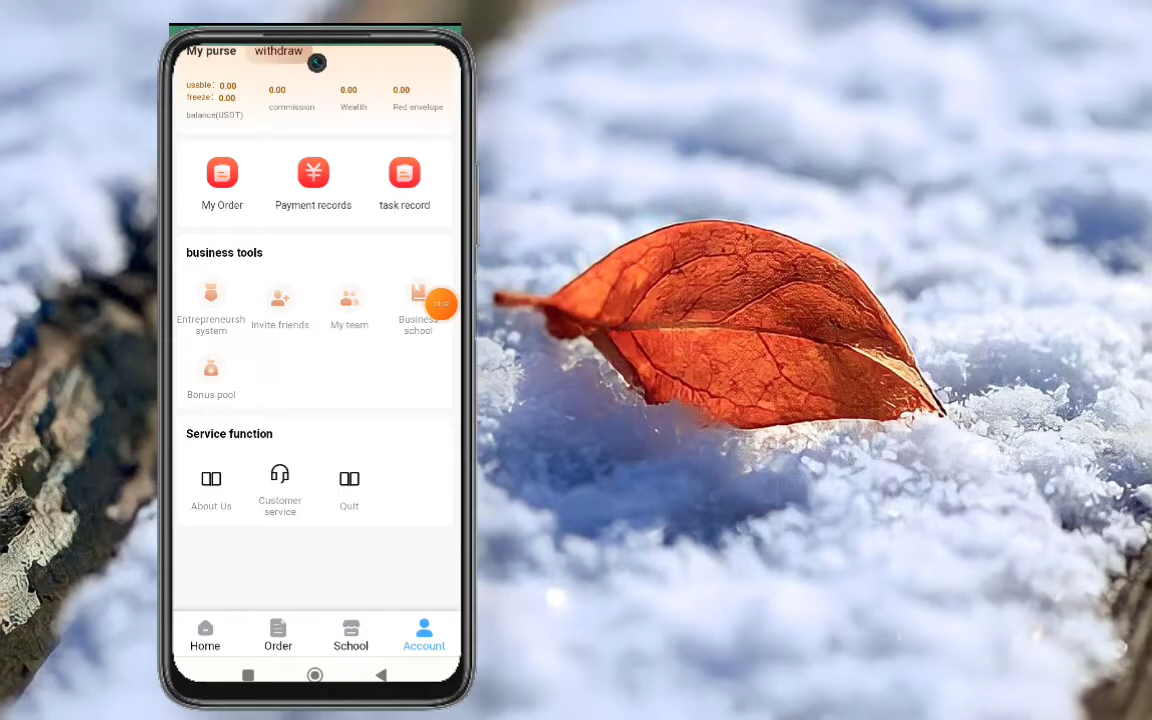 My purse withdraw
usable: 0.00
freeze: 0.00
balance(USDT)
0.00
commission
0.00
Wealth
0.00
Red envelope
My Order
Payment records
task record
business tools
Entrepreneursh
system
Invite friends
My team
Business
school
Bonus pool
Service function
About Us
Customer
service
Quit
Home
Order
School
Account